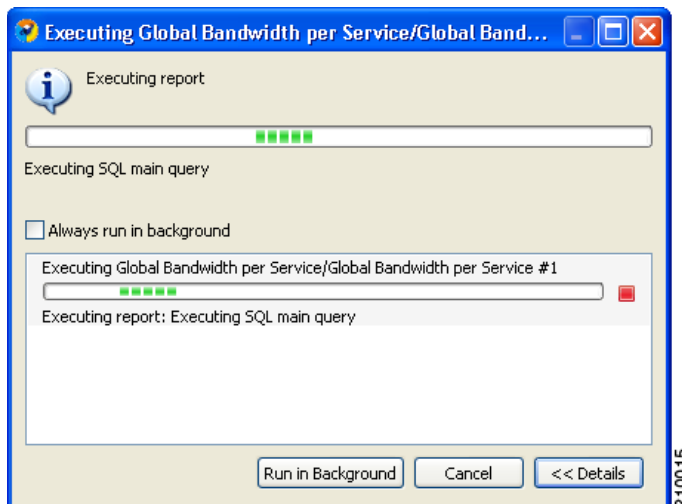 Executing Global Bandwidth per Service/Global Band...
Executing report
Executing SQL main query
Always run in background
Executing Global Bandwidth per Service/Global Bandwidth per Service #1
Executing report: Executing SQL main query
Run in Background
Cancel
<< Details